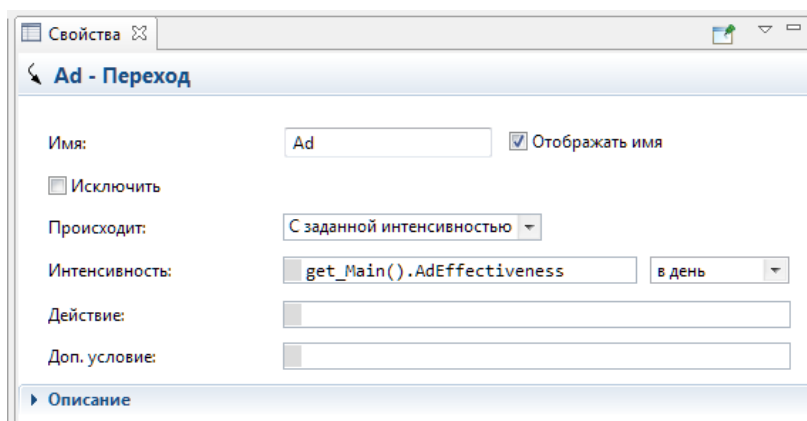 Свойства
Ad - Переход
Имя: Ad Отображать имя
Исключить
Происходит: С заданной интенсивностью
Интенсивность: get_Main().AdEffectiveness в день
Действие:
Доп. условие:
Описание